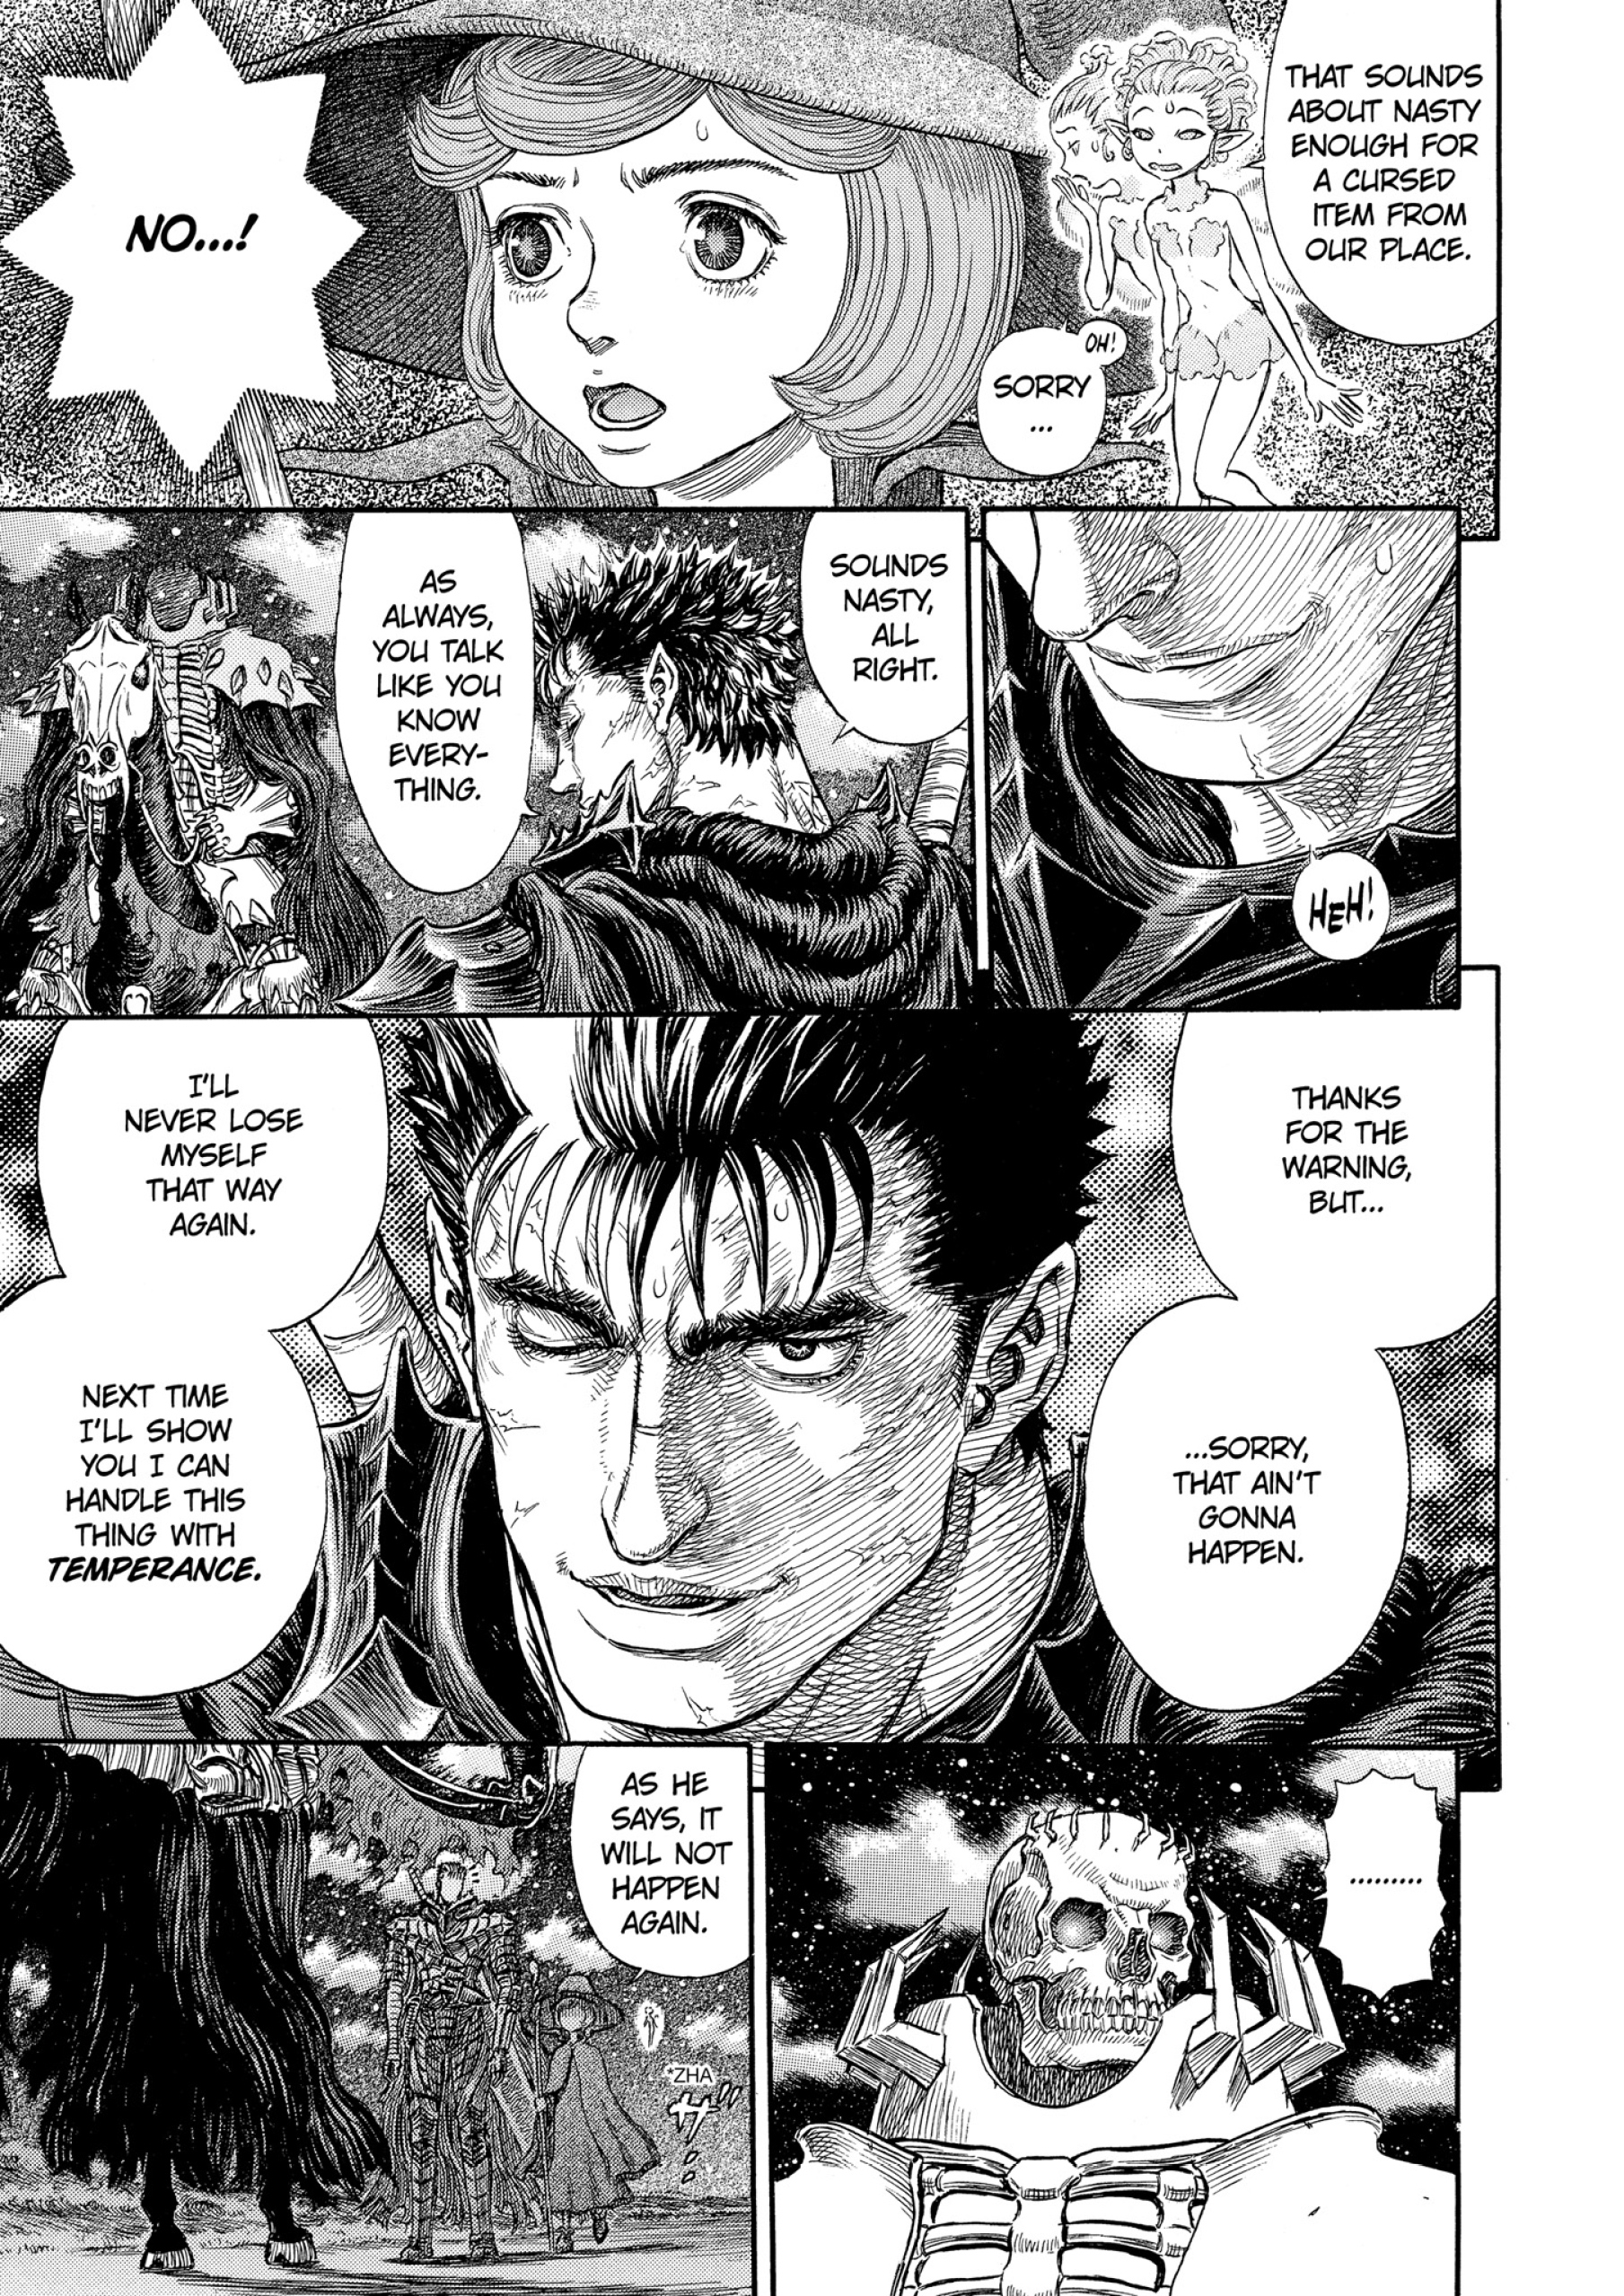 THAT SOUNDS
ABOUT NASTY
ENOUGH FOR
A CURSED
ITEM FROM
OUR PLACE.
OH!
SORRY
...
NO...!
HEH!
SOUNDS
NASTY,
ALL
RIGHT.
AS
ALWAYS,
YOU TALK
LIKE YOU
KNOW
EVERY-
THING.
THANKS
FOR THE
WARNING,
BUT...
...SORRY,
THAT AIN'T
GONNA
HAPPEN.
I'LL
NEVER LOSE
MYSELF
THAT WAY
AGAIN.
NEXT TIME
I'LL SHOW
YOU I CAN
HANDLE THIS
THING WITH
TEMPERANCE.
.........
AS HE
SAYS, IT
WILL NOT
HAPPEN
AGAIN.
*ZHA
ザ